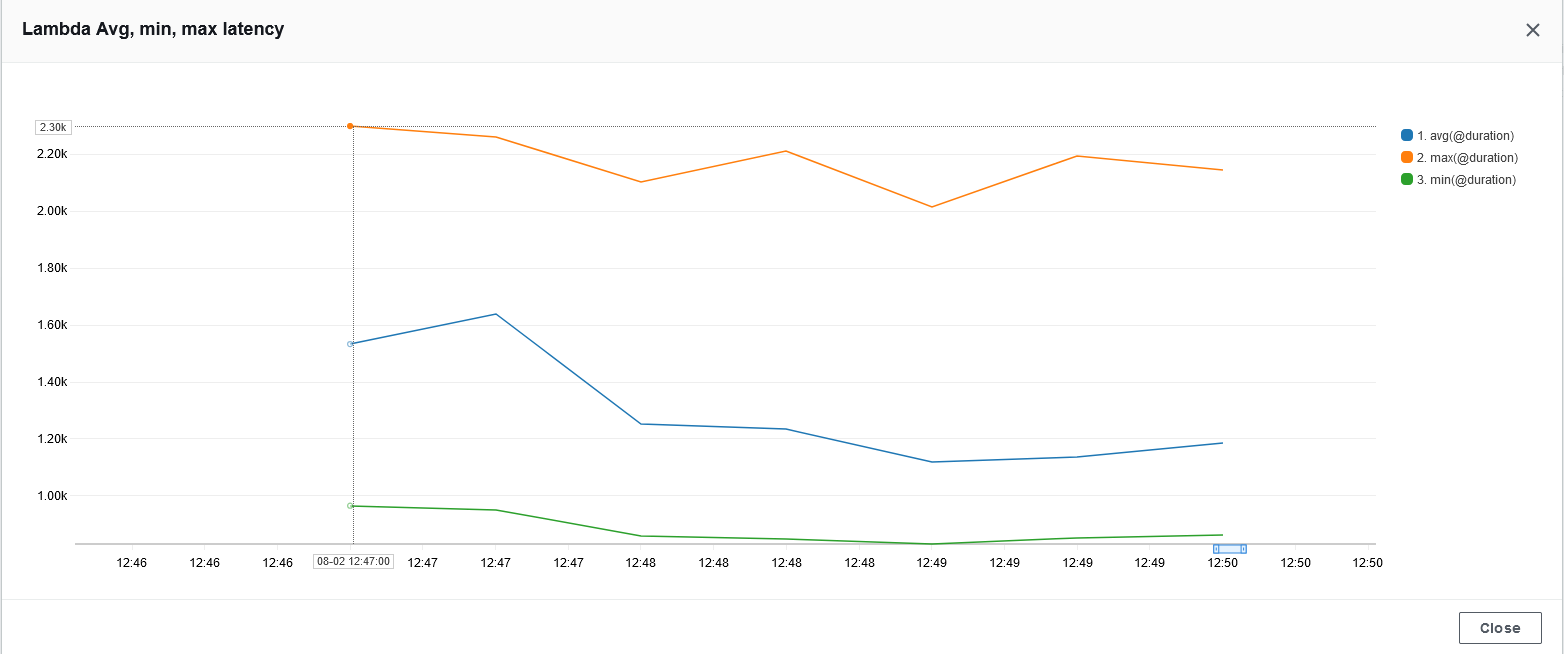 Lambda Avg, min, max latency
2.30k
2.20k
2.00k
1.80k
1.60k
1.40k
1.20k
1.00k
1. avg(@duration)
2. max(@duration)
3. min(@duration)
12:46 12:46 12:46 08-02 12:47:00 12:47 12:47 12:47 12:48 12:48 12:48 12:48 12:49 12:49 12:49 12:49 12:50 12:50 12:50
Close